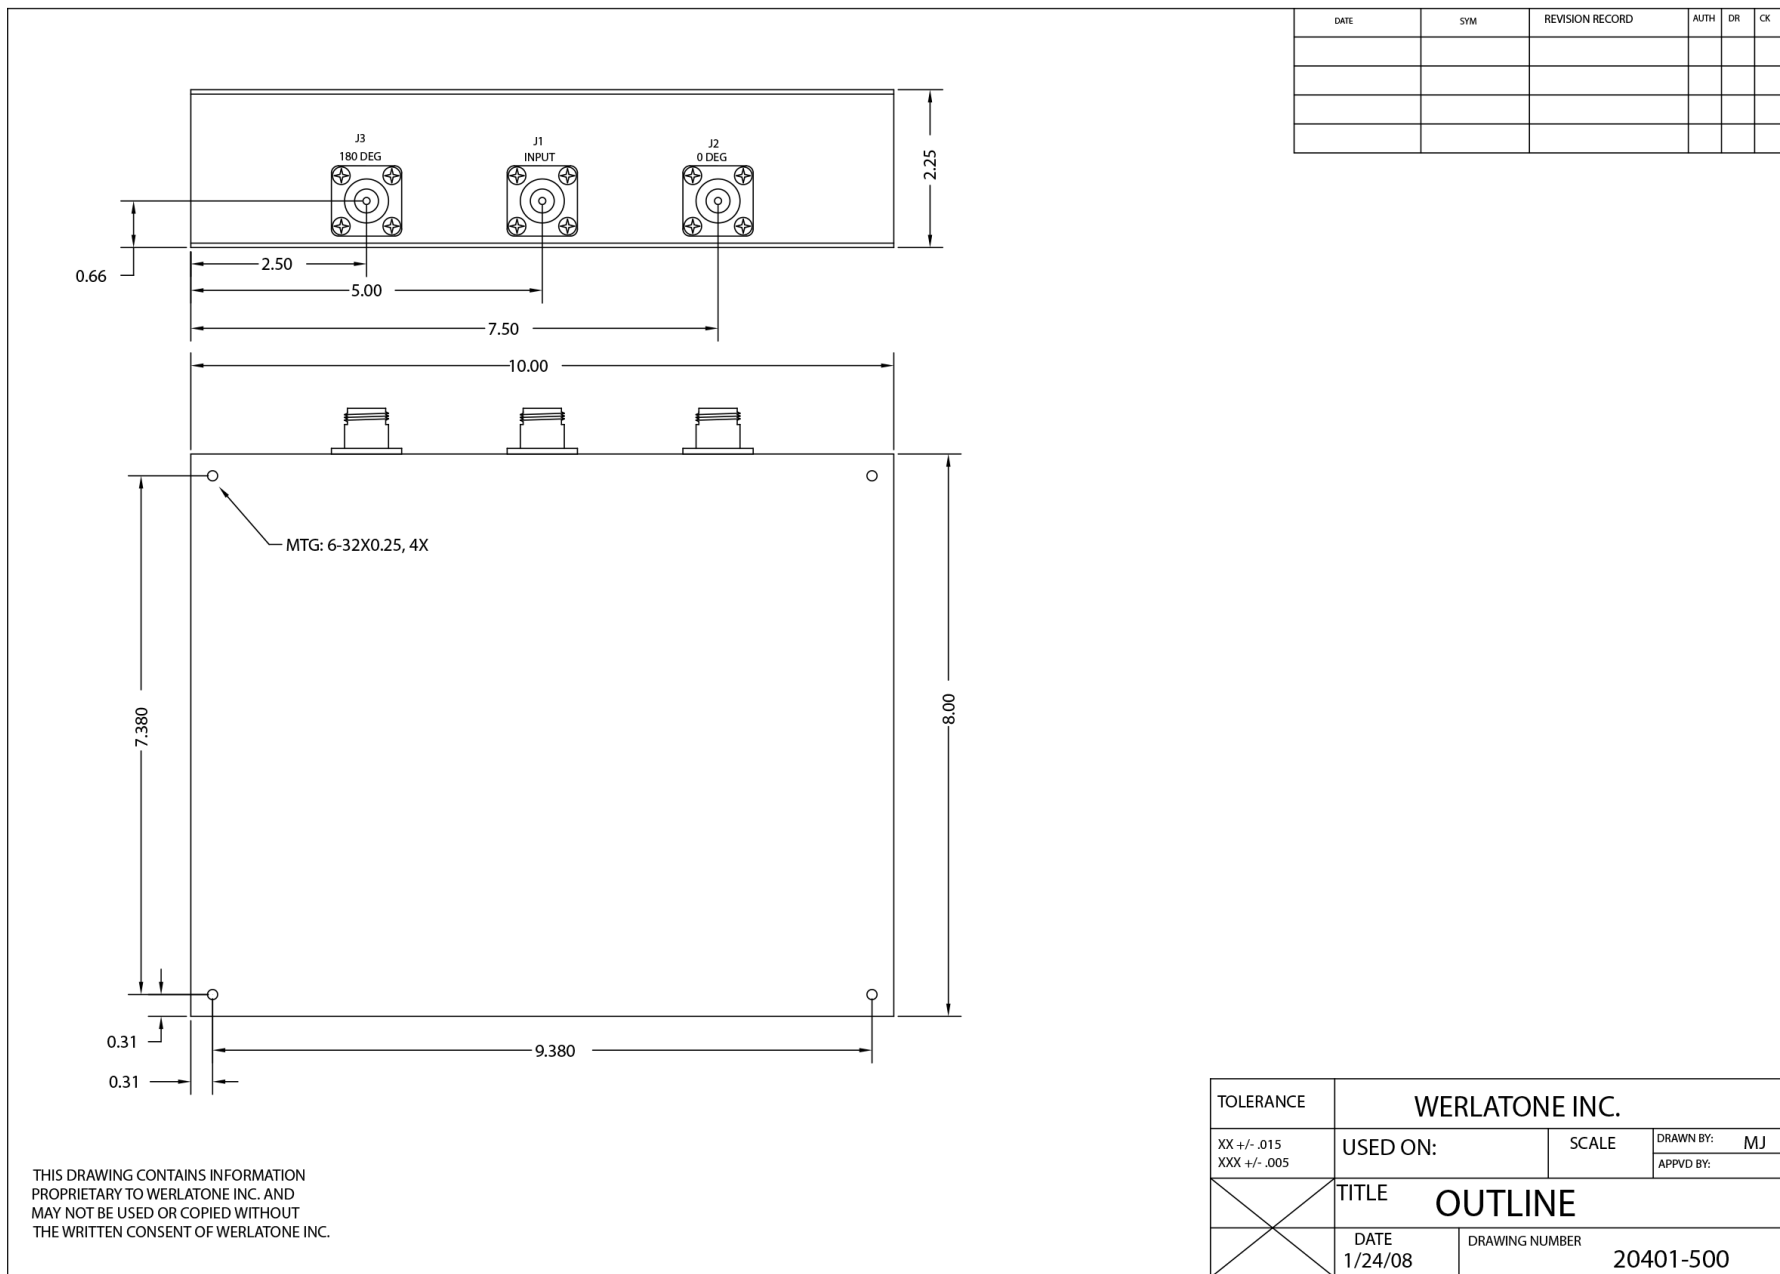 DATE SYM REVISION RECORD AUTH DR CK
J3
180 DEG
J1
INPUT
J2
0 DEG
2.25
0.66
2.50
5.00
7.50
10.00
MTG: 6-32X0.25, 4X
7.380
8.00
0.31
9.380
0.31
THIS DRAWING CONTAINS INFORMATION
PROPRIETARY TO WERLATONE INC. AND
MAY NOT BE USED OR COPIED WITHOUT
THE WRITTEN CONSENT OF WERLATONE INC.
TOLERANCE
XX +/- .015
XXX +/- .005
WERLATONE INC.
USED ON:
SCALE
DRAWN BY: MJ
APPVD BY:
TITLE OUTLINE
DATE
1/24/08
DRAWING NUMBER
20401-500